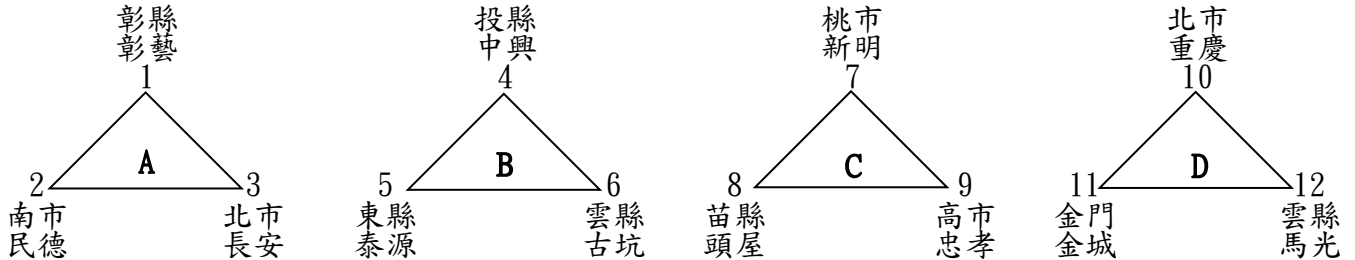 彰縣
彰藝
1
A
2
3
南市
民德
北市
長安
投縣
中興
4
B
5
6
東縣
泰源
雲縣
古坑
桃市
新明
7
C
8
9
苗縣
頭屋
高市
忠孝
北市
重慶
10
D
11
12
金門
金城
雲縣
馬光